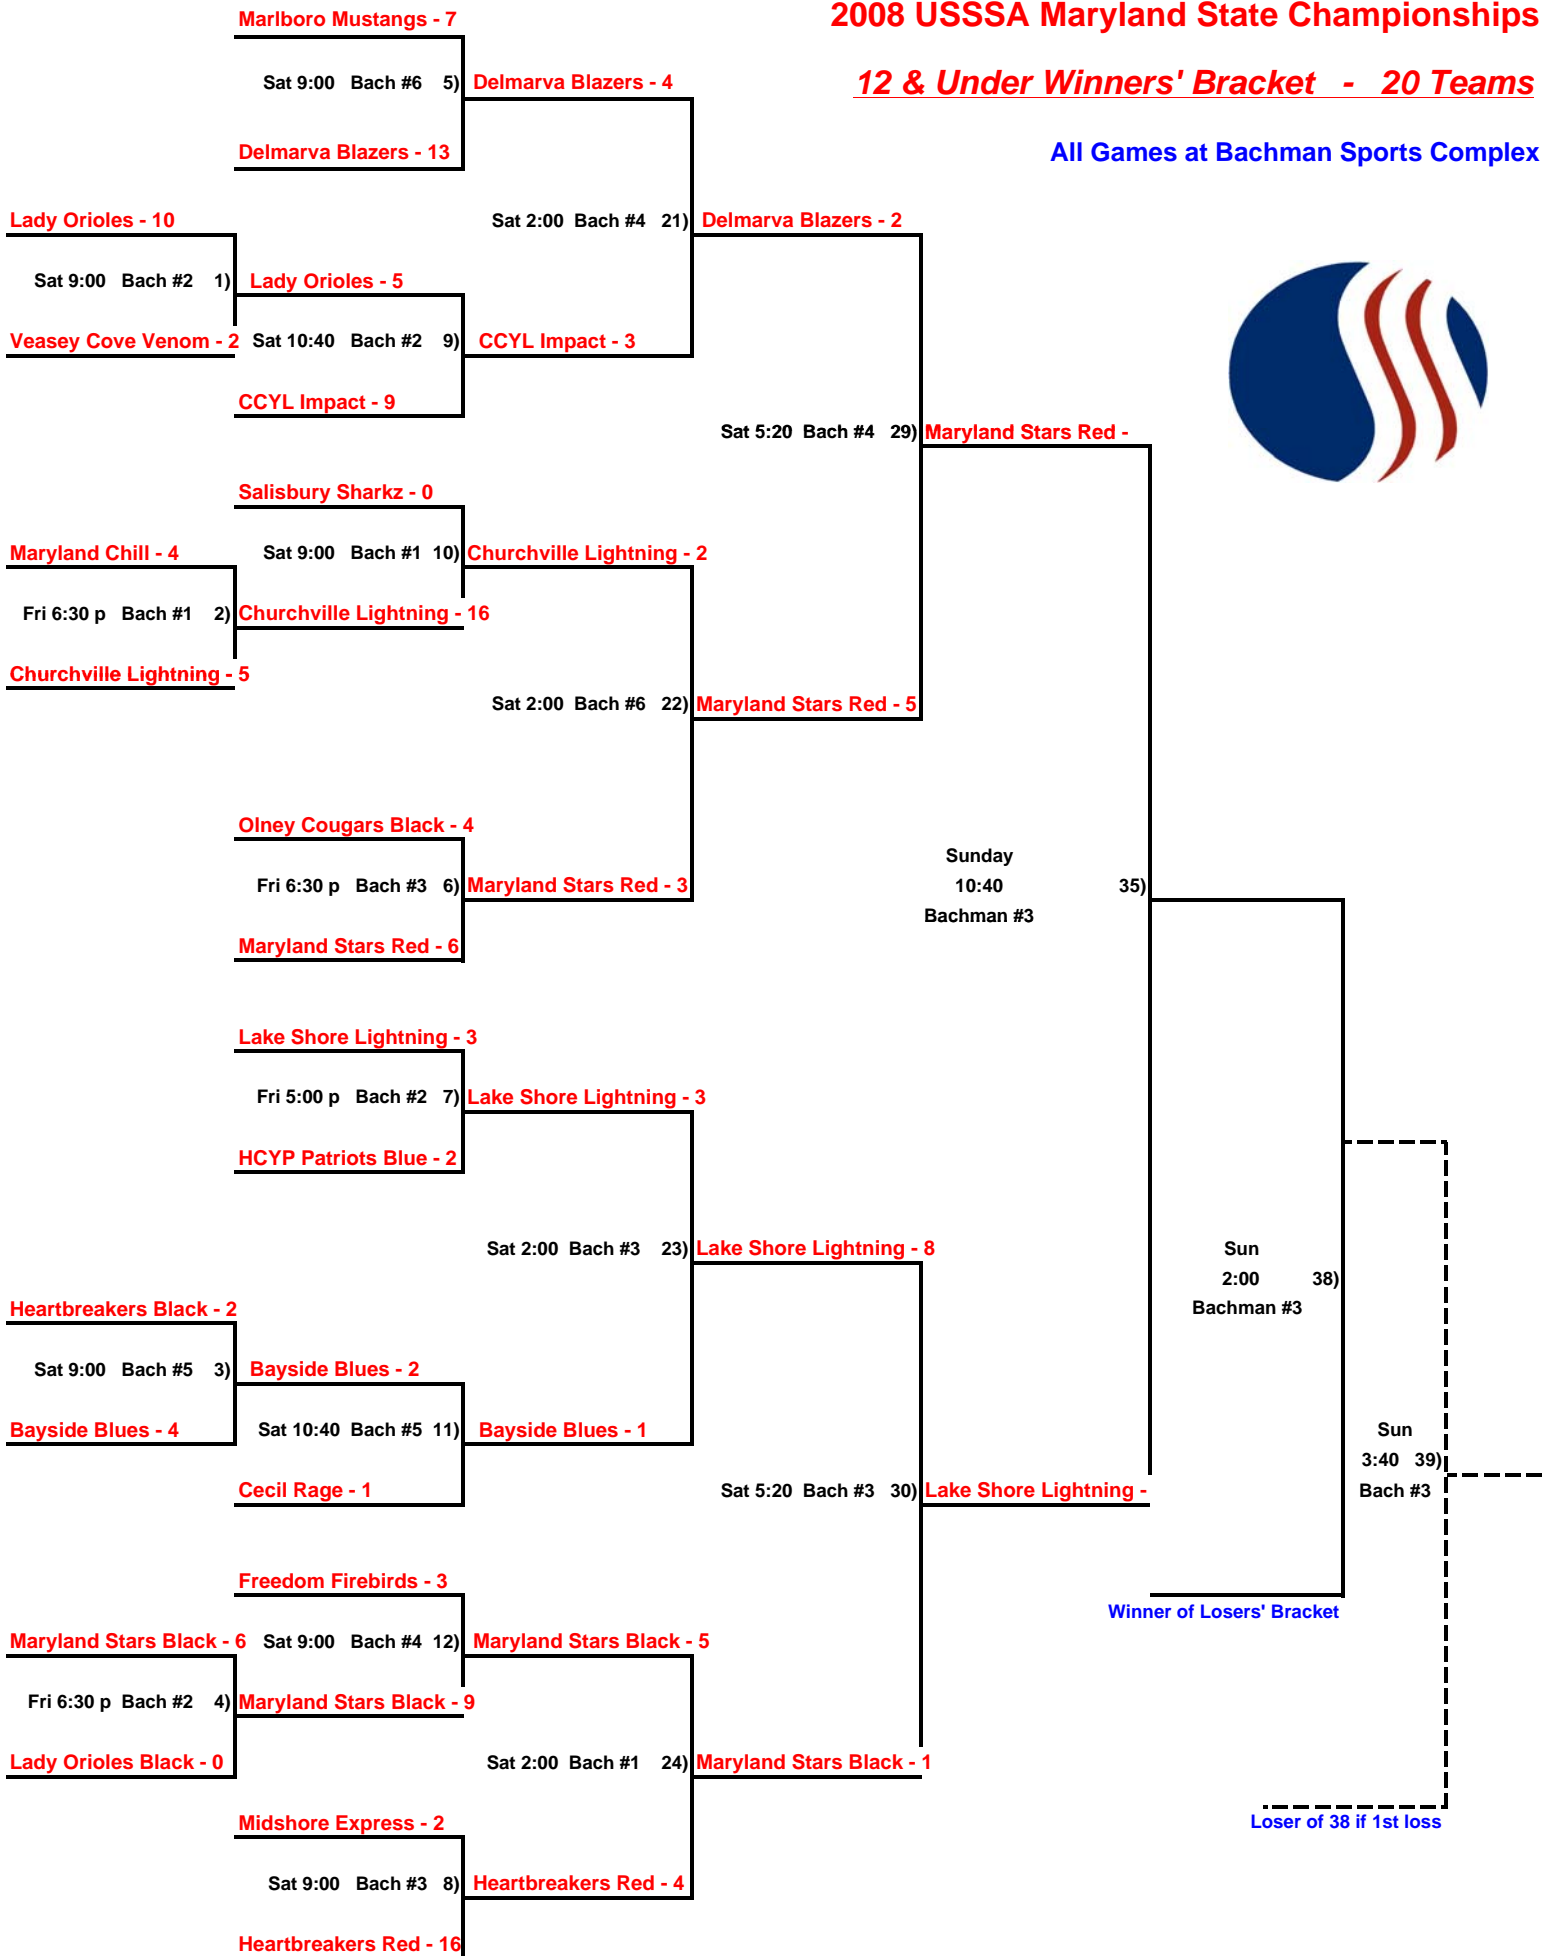 2008 USSSA Maryland State Championships
Marlboro Mustangs - 7
Sat 9:00 Bach #6 5) Delmarva Blazers - 4
12 & Under Winners' Bracket - 20 Teams
Delmarva Blazers - 13
All Games at Bachman Sports Complex
Lady Orioles - 10
Sat 2:00 Bach #4 21) Delmarva Blazers - 2
Sat 9:00 Bach #2 1) Lady Orioles - 5
Veasey Cove Venom - 2 Sat 10:40 Bach #2 9) CCYL Impact - 3
CCYL Impact - 9
Sat 5:20 Bach #4 29) Maryland Stars Red -
Salisbury Sharkz - 0
Maryland Chill - 4 Sat 9:00 Bach #1 10) Churchville Lightning - 2
Fri 6:30 p Bach #1 2) Churchville Lightning - 16
Churchville Lightning - 5
Sat 2:00 Bach #6 22) Maryland Stars Red - 5
Olney Cougars Black - 4
Sunday
Fri 6:30 p Bach #3 6) Maryland Stars Red - 3 10:40 35)
Bachman #3
Maryland Stars Red - 6
Lake Shore Lightning - 3
Fri 5:00 p Bach #2 7) Lake Shore Lightning - 3
HCYP Patriots Blue - 2
Sat 2:00 Bach #3 23) Lake Shore Lightning - 8 Sun
2:00 38)
Heartbreakers Black - 2 Bachman #3
Sat 9:00 Bach #5 3) Bayside Blues - 2
Bayside Blues - 4 Sat 10:40 Bach #5 11) Bayside Blues - 1 Sun
3:40 39)
Cecil Rage - 1 Sat 5:20 Bach #3 30) Lake Shore Lightning - Bach #3
Freedom Firebirds - 3
Winner of Losers' Bracket
Maryland Stars Black - 6 Sat 9:00 Bach #4 12) Maryland Stars Black - 5
Fri 6:30 p Bach #2 4) Maryland Stars Black - 9
Lady Orioles Black - 0 Sat 2:00 Bach #1 24) Maryland Stars Black - 1
Midshore Express - 2 Loser of 38 if 1st loss
Sat 9:00 Bach #3 8) Heartbreakers Red - 4
Heartbreakers Red - 16